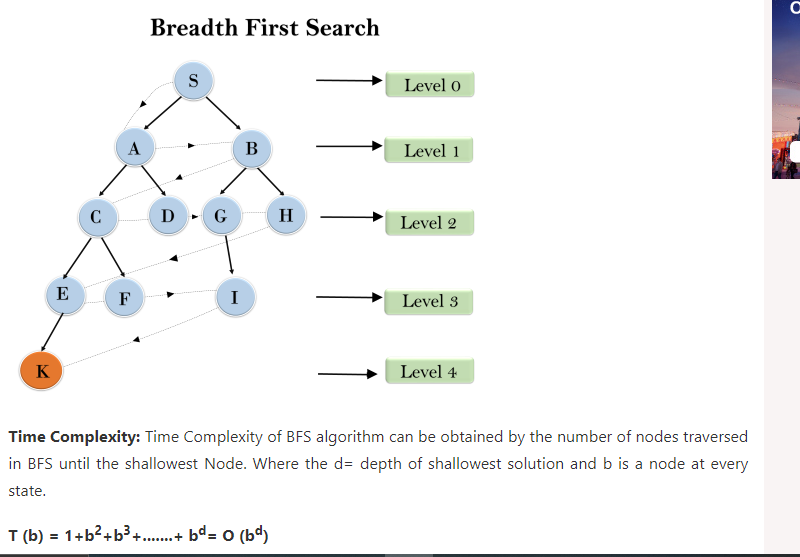 Breadth First Search
S
Level 0
A
B
Level 1
C
D
G
H
Level 2
E
F
I
Level 3
K
Level 4
Time Complexity: Time Complexity of BFS algorithm can be obtained by the number of nodes traversed
in BFS until the shallowest Node. Where the d= depth of shallowest solution and b is a node at every
state.
T (b) = 1+b²+b³+.......+ bᵈ= O (bᵈ)